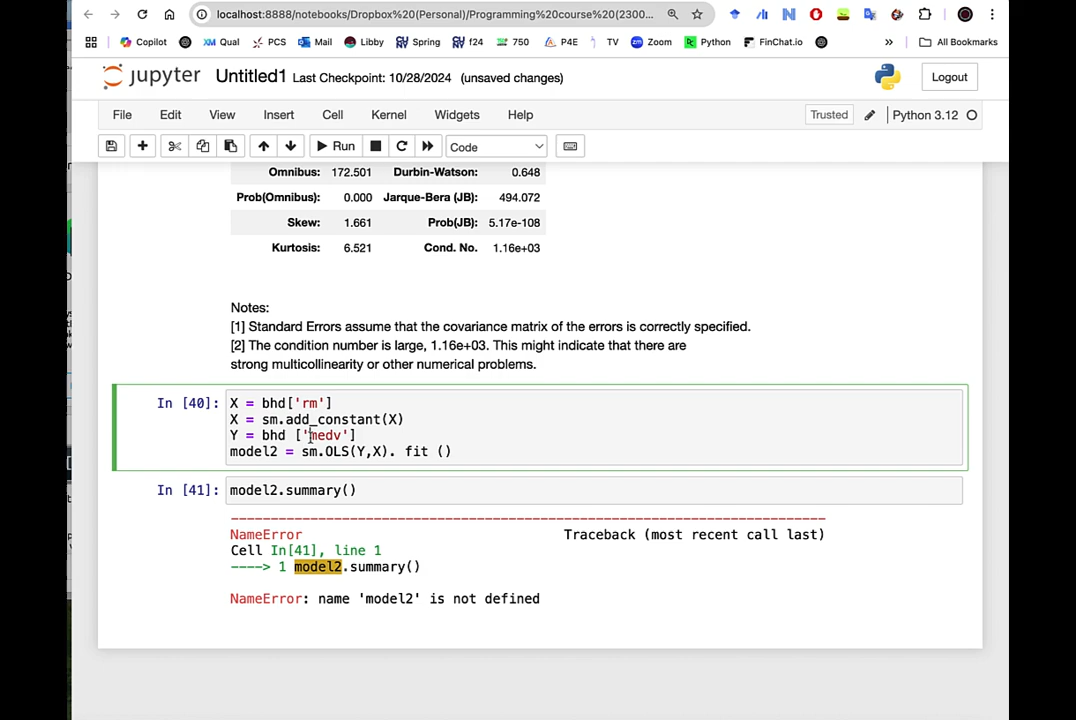 localhost:8888/notebooks/Dropbox%20(Personal)/Programming%20course%20(2300...
Copilot XM Qual PCS Mail Libby Spring f24 750 P4E TV Zoom Python FinChat.io » All Bookmarks
jupyter Untitled1 Last Checkpoint: 10/28/2024 (unsaved changes) Logout
File Edit View Insert Cell Kernel Widgets Help Trusted Python 3.12
Run Code
Omnibus: 172.501 Durbin-Watson: 0.648
Prob(Omnibus): 0.000 Jarque-Bera (JB): 494.072
Skew: 1.661 Prob(JB): 5.17e-108
Kurtosis: 6.521 Cond. No. 1.16e+03
Notes:
[1] Standard Errors assume that the covariance matrix of the errors is correctly specified.
[2] The condition number is large, 1.16e+03. This might indicate that there are
strong multicollinearity or other numerical problems.
In [40]: X = bhd['rm']
X = sm.add_constant(X)
Y = bhd ['medv']
model2 = sm.OLS(Y,X). fit ()
In [41]: model2.summary()
---------------------------------------------------------------------------
NameError Traceback (most recent call last)
Cell In[41], line 1
----> 1 model2.summary()
NameError: name 'model2' is not defined